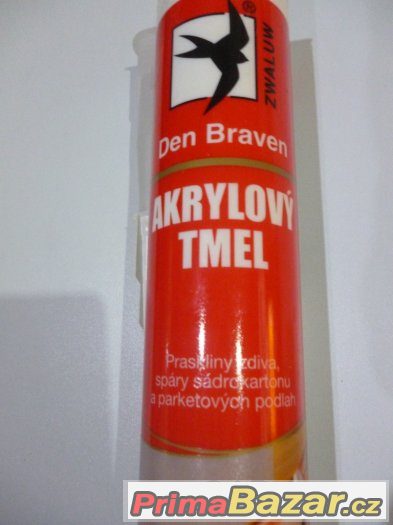 ZWALUW®
Den Braven
AKRYLOVÝ
TMEL
Praskliny zdiva,
spáry sádrokartonu
a parketových podlah
PrimaBazar.cz